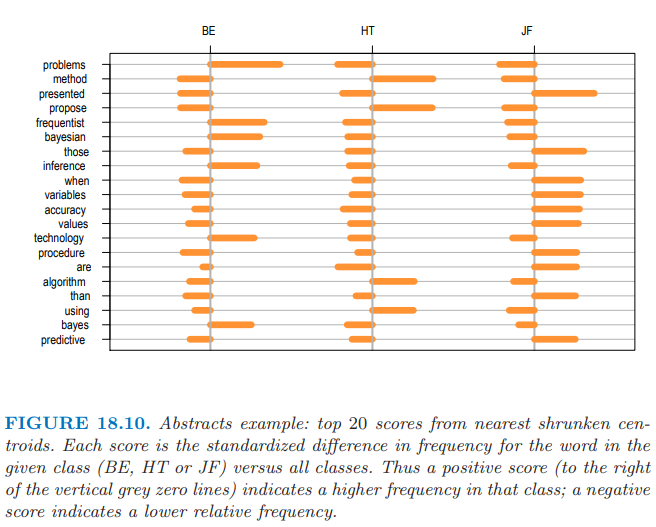 BE HT JF
problems
method
presented
propose
frequentist
bayesian
those
inference
when
variables
accuracy
values
technology
procedure
are
algorithm
than
using
bayes
predictive
FIGURE 18.10. Abstracts example: top 20 scores from nearest shrunken cen-
troids. Each score is the standardized difference in frequency for the word in the
given class (BE, HT or JF) versus all classes. Thus a positive score (to the right
of the vertical grey zero lines) indicates a higher frequency in that class; a negative
score indicates a lower relative frequency.